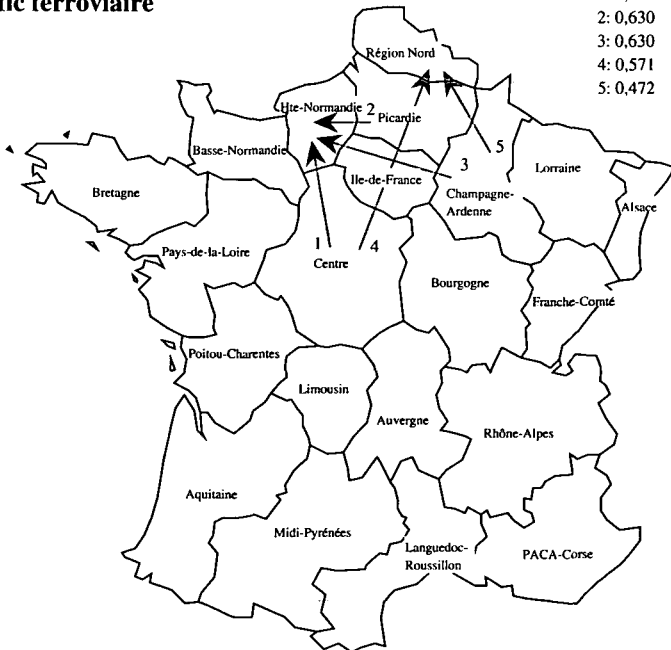 fic ferroviaire
2: 0,630
3: 0,630
4: 0,571
5: 0,472
Région Nord
Hte-Normandie
2
Picardie
Basse-Normandie
3
5
Lorraine
Ile-de-France
Champagne-
Ardenne
Alsace
Bretagne
Pays-de-la-Loire
1
4
Centre
Bourgogne
Franche-Comté
Poitou-Charentes
Limousin
Auvergne
Rhône-Alpes
Aquitaine
Midi-Pyrénées
Languedoc-
Roussillon
PACA-Corse